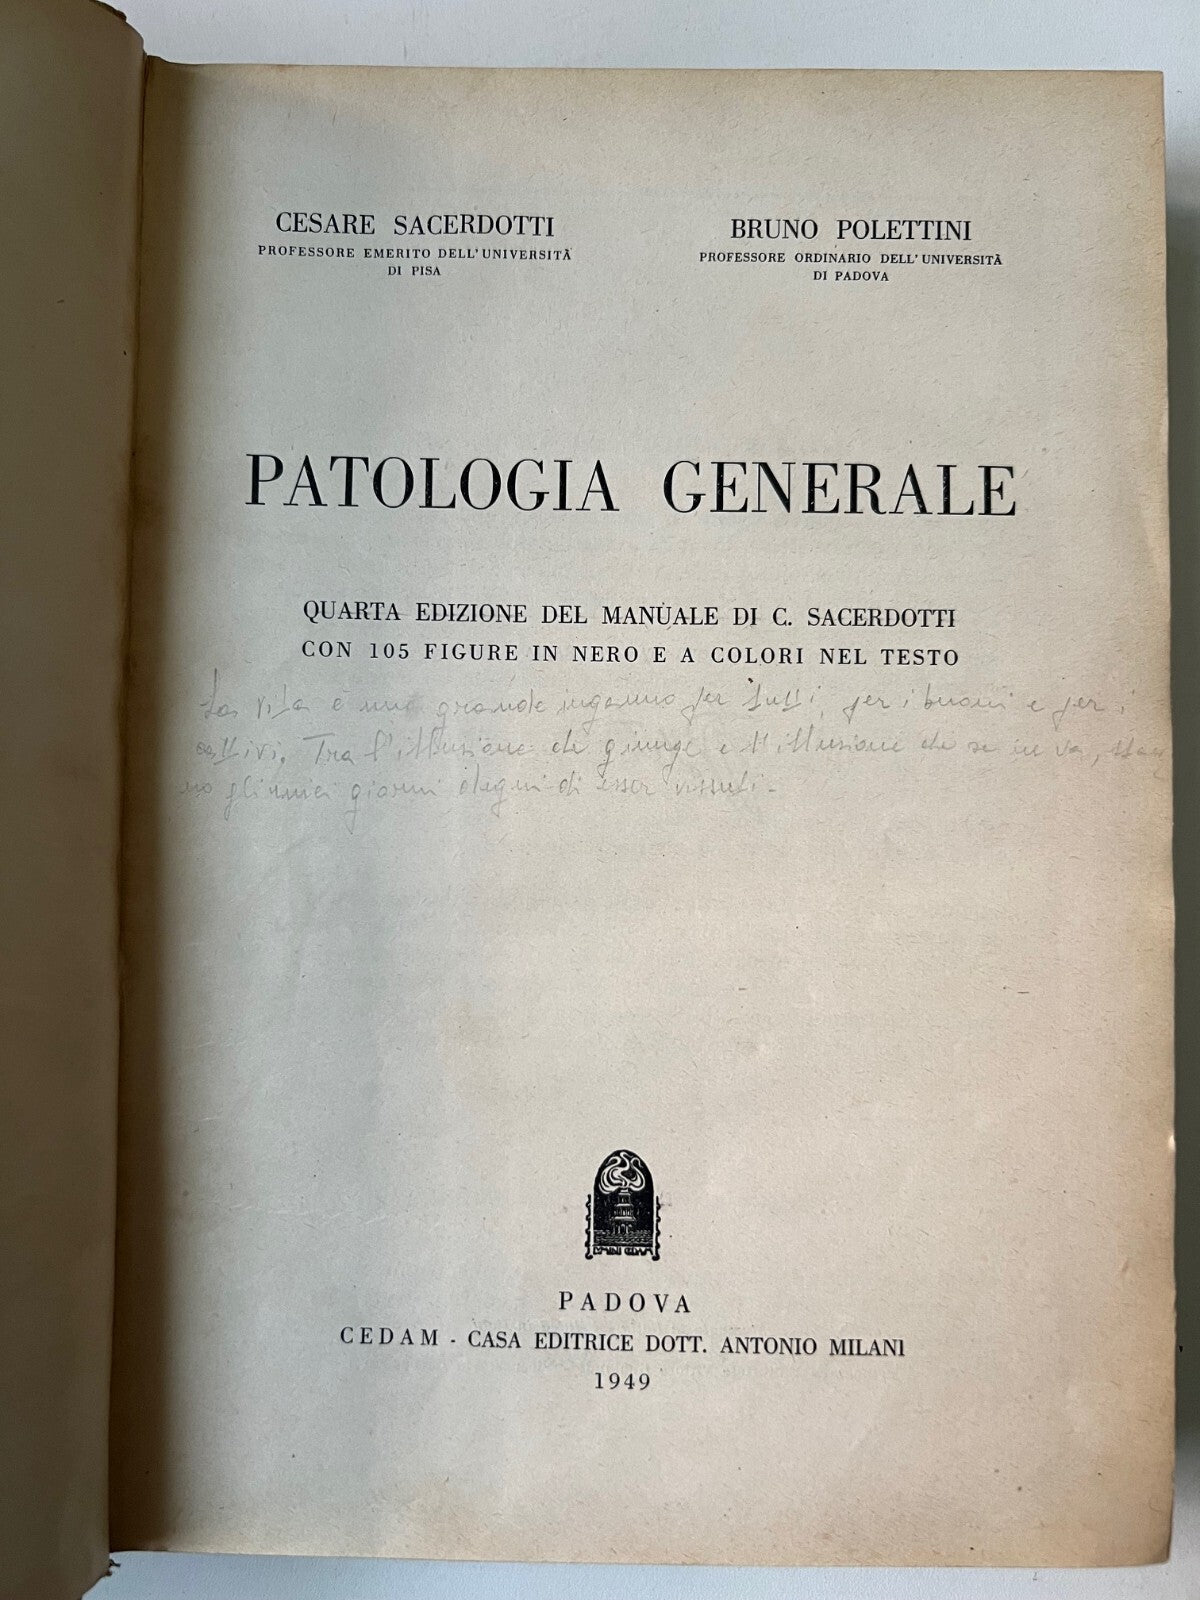 CESARE SACERDOTTI
PROFESSORE EMERITO DELL'UNIVERSITÀ
DI PISA
BRUNO POLETTINI
PROFESSORE ORDINARIO DELL'UNIVERSITÀ
DI PADOVA
PATOLOGIA GENERALE
QUARTA EDIZIONE DEL MANUALE DI C. SACERDOTTI
CON 105 FIGURE IN NERO E A COLORI NEL TESTO
La vita è una grande inganno per tutti, per i buoni e per i
cattivi. Tra l'illusione che giunge e l'illusione che se in va, stan
no gli unici giorni degni di esser vissuti.
PADOVA
CEDAM - CASA EDITRICE DOTT. ANTONIO MILANI
1949